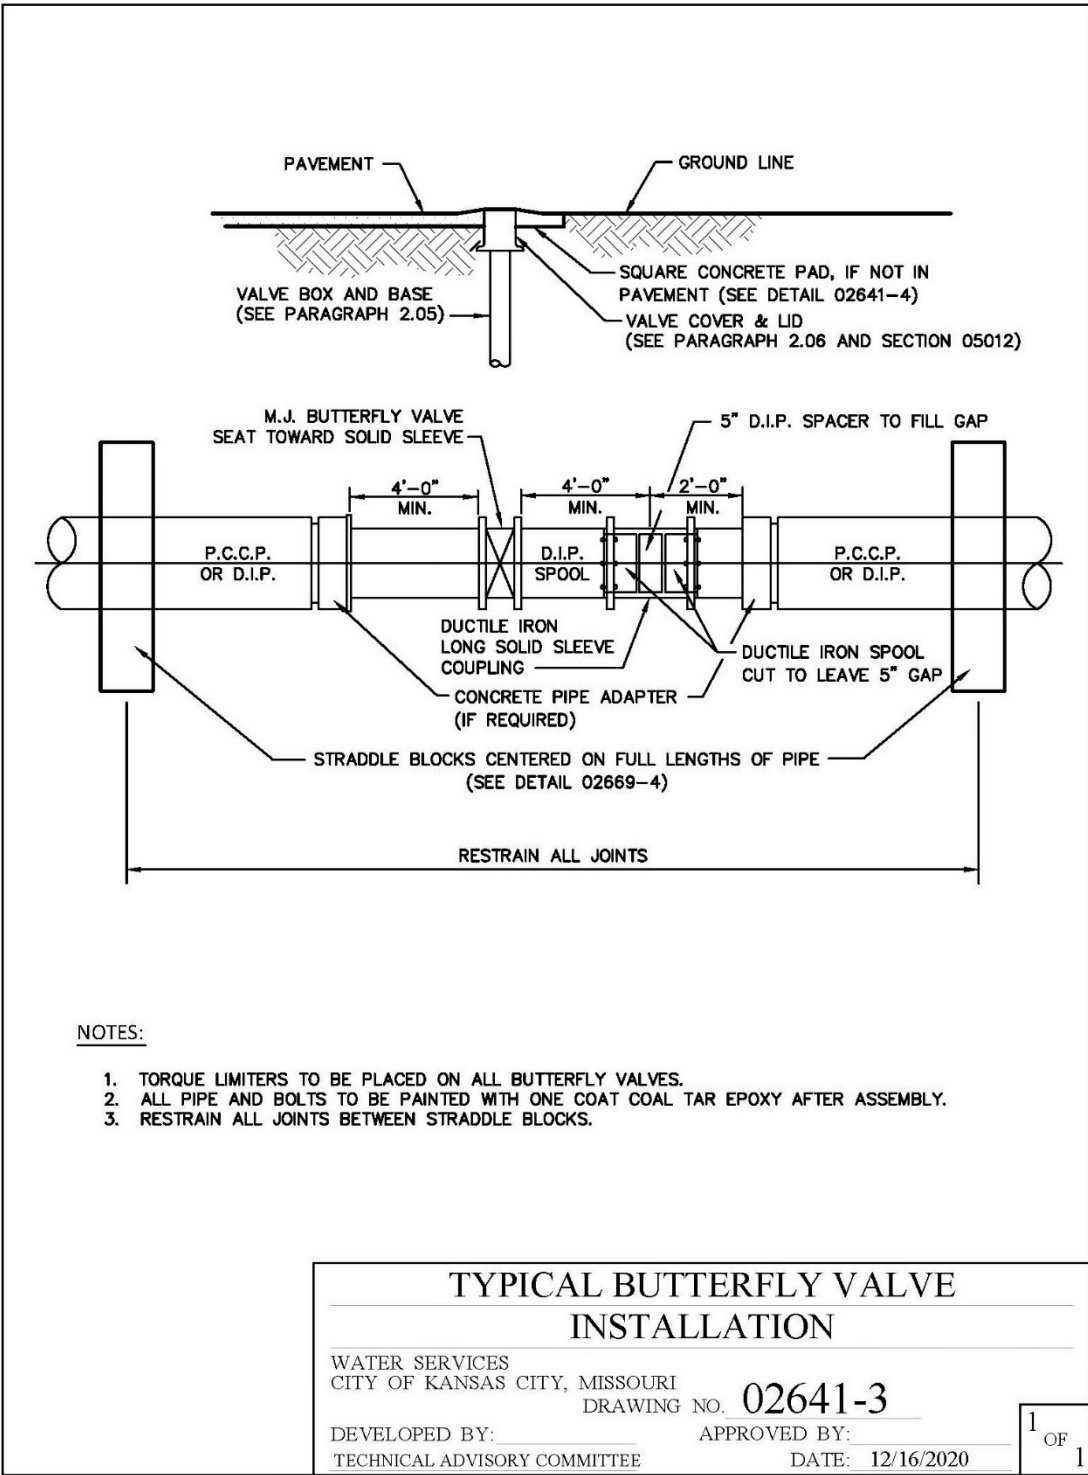 PAVEMENT
GROUND LINE
SQUARE CONCRETE PAD, IF NOT IN
PAVEMENT (SEE DETAIL 02641-4)
VALVE BOX AND BASE
(SEE PARAGRAPH 2.05)
VALVE COVER & LID
(SEE PARAGRAPH 2.06 AND SECTION 05012)
M.J. BUTTERFLY VALVE
SEAT TOWARD SOLID SLEEVE
5" D.I.P. SPACER TO FILL GAP
4'-0"
MIN.
4'-0"
MIN.
2'-0"
MIN.
P.C.C.P.
OR D.I.P.
D.I.P.
SPOOL
P.C.C.P.
OR D.I.P.
DUCTILE IRON
LONG SOLID SLEEVE
COUPLING
DUCTILE IRON SPOOL
CUT TO LEAVE 5" GAP
CONCRETE PIPE ADAPTER
(IF REQUIRED)
STRADDLE BLOCKS CENTERED ON FULL LENGTHS OF PIPE
(SEE DETAIL 02669-4)
RESTRAIN ALL JOINTS
NOTES:
1. TORQUE LIMITERS TO BE PLACED ON ALL BUTTERFLY VALVES.
2. ALL PIPE AND BOLTS TO BE PAINTED WITH ONE COAT COAL TAR EPOXY AFTER ASSEMBLY.
3. RESTRAIN ALL JOINTS BETWEEN STRADDLE BLOCKS.
TYPICAL BUTTERFLY VALVE
INSTALLATION
WATER SERVICES
CITY OF KANSAS CITY, MISSOURI
DRAWING NO. 02641-3
DEVELOPED BY:
APPROVED BY:
TECHNICAL ADVISORY COMMITTEE
DATE: 12/16/2020
1 OF 1